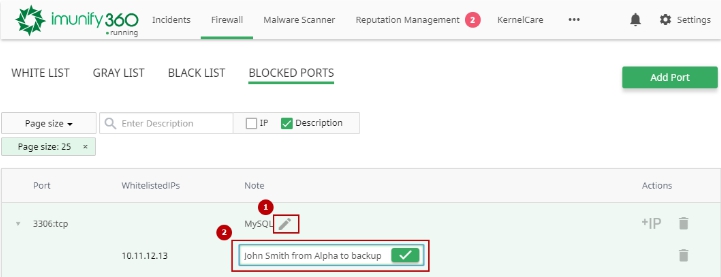 imunify360
running
Incidents Firewall Malware Scanner Reputation Management 2 KernelCare ••• Settings
WHITE LIST GRAY LIST BLACK LIST BLOCKED PORTS
Add Port
Page size Enter Description IP Description
Page size: 25 ×
Port WhitelistedIPs Note Actions
1
3306:tcp MySQL +IP
2
10.11.12.13 John Smith from Alpha to backup